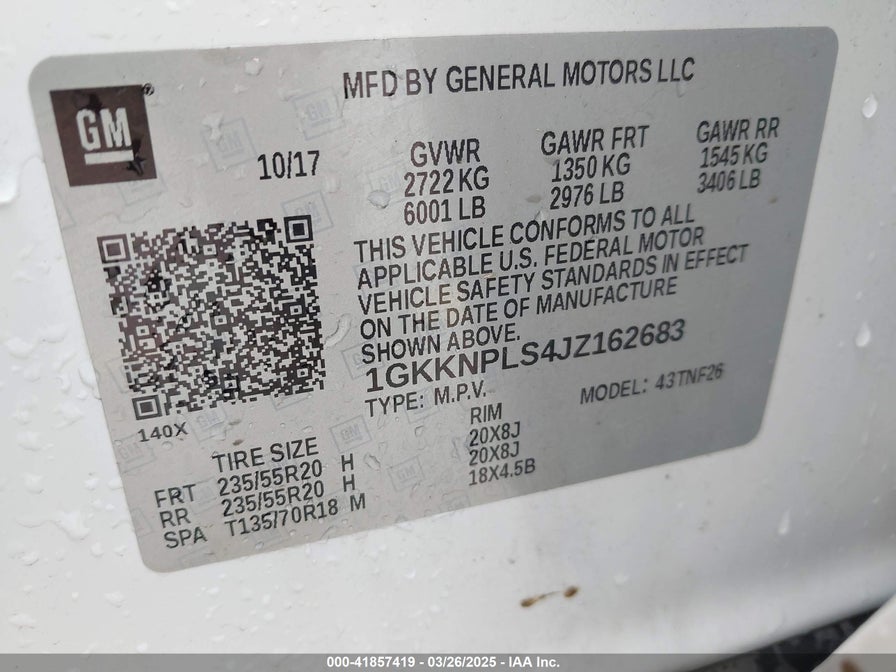 MFD BY GENERAL MOTORS LLC
GM
®
10/17
GVWR
2722 KG
6001 LB
GAWR FRT
1350 KG
2976 LB
GAWR RR
1545 KG
3406 LB
THIS VEHICLE CONFORMS TO ALL
APPLICABLE U.S. FEDERAL MOTOR
VEHICLE SAFETY STANDARDS IN EFFECT
ON THE DATE OF MANUFACTURE
SHOWN ABOVE.
1GKKNPLS4JZ162683
TYPE: M.P.V.
MODEL: 43TNF26
140X
TIRE SIZE
RIM
FRT 235/55R20 H 20X8J
RR 235/55R20 H 20X8J
SPA T135/70R18 M 18X4.5B
000-41857419 - 03/26/2025 - IAA Inc.